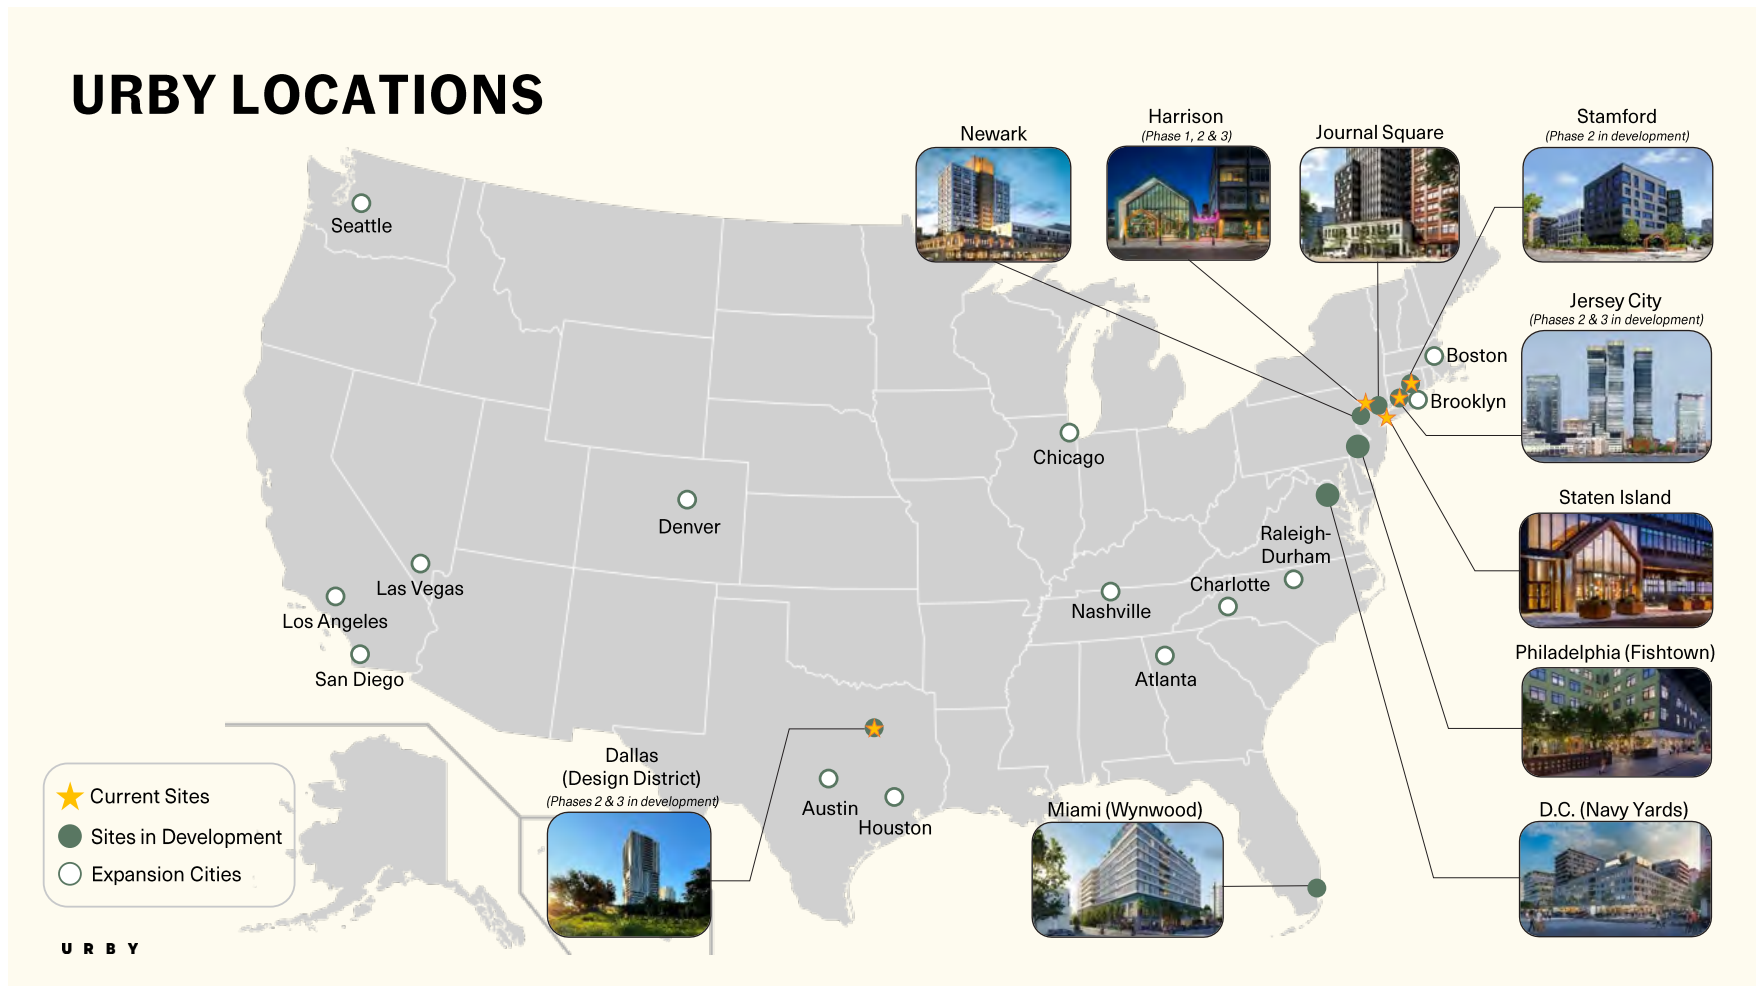 URBY LOCATIONS
Newark
Harrison
(Phase 1, 2 & 3)
Journal Square
Stamford
(Phase 2 in development)
Seattle
Jersey City
(Phases 2 & 3 in development)
Boston
Brooklyn
Chicago
Staten Island
Denver
Raleigh-
Durham
Las Vegas
Charlotte
Los Angeles
Nashville
Philadelphia (Fishtown)
San Diego
Atlanta
Dallas
(Design District)
(Phases 2 & 3 in development)
Austin
Houston
Miami (Wynwood)
D.C. (Navy Yards)
Current Sites
Sites in Development
Expansion Cities
URBY